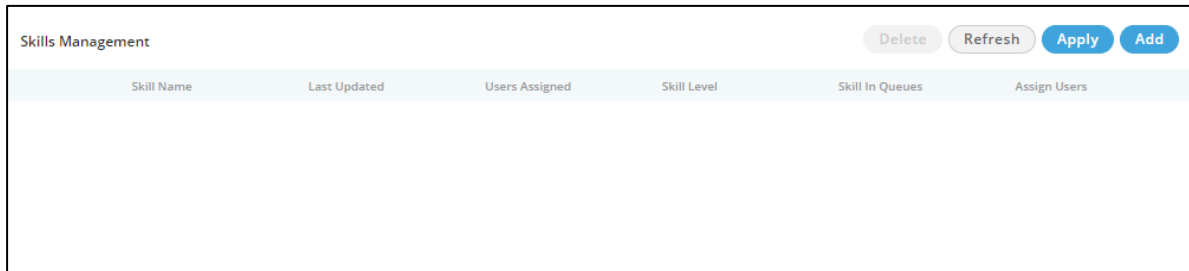 Skills Management Delete Refresh Apply Add
Skill Name Last Updated Users Assigned Skill Level Skill In Queues Assign Users